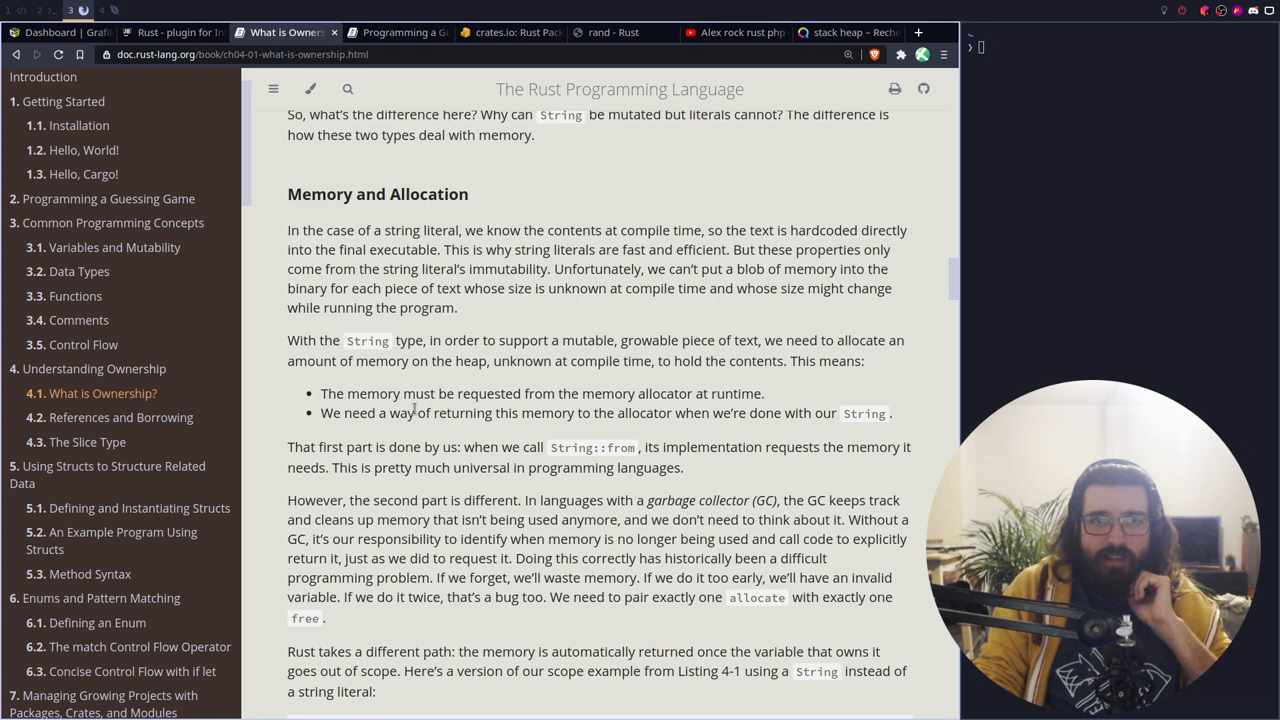 1
2
3
4
Dashboard | Grafi
Rust - plugin for In
What is Owners
Programming a Gu
crates.io: Rust Pack
rand - Rust
Alex rock rust php
stack heap – Reche
doc.rust-lang.org/book/ch04-01-what-is-ownership.html
Introduction
1. Getting Started
1.1. Installation
1.2. Hello, World!
1.3. Hello, Cargo!
2. Programming a Guessing Game
3. Common Programming Concepts
3.1. Variables and Mutability
3.2. Data Types
3.3. Functions
3.4. Comments
3.5. Control Flow
4. Understanding Ownership
4.1. What is Ownership?
4.2. References and Borrowing
4.3. The Slice Type
5. Using Structs to Structure Related
Data
5.1. Defining and Instantiating Structs
5.2. An Example Program Using
Structs
5.3. Method Syntax
6. Enums and Pattern Matching
6.1. Defining an Enum
6.2. The match Control Flow Operator
6.3. Concise Control Flow with if let
7. Managing Growing Projects with
Packages, Crates, and Modules
The Rust Programming Language
So, what's the difference here? Why can String be mutated but literals cannot? The difference is
how these two types deal with memory.
Memory and Allocation
In the case of a string literal, we know the contents at compile time, so the text is hardcoded directly
into the final executable. This is why string literals are fast and efficient. But these properties only
come from the string literal's immutability. Unfortunately, we can't put a blob of memory into the
binary for each piece of text whose size is unknown at compile time and whose size might change
while running the program.
With the String type, in order to support a mutable, growable piece of text, we need to allocate an
amount of memory on the heap, unknown at compile time, to hold the contents. This means:
• The memory must be requested from the memory allocator at runtime.
• We need a way of returning this memory to the allocator when we're done with our String.
That first part is done by us: when we call String::from, its implementation requests the memory it
needs. This is pretty much universal in programming languages.
However, the second part is different. In languages with a garbage collector (GC), the GC keeps track
and cleans up memory that isn't being used anymore, and we don't need to think about it. Without a
GC, it's our responsibility to identify when memory is no longer being used and call code to explicitly
return it, just as we did to request it. Doing this correctly has historically been a difficult
programming problem. If we forget, we'll waste memory. If we do it too early, we'll have an invalid
variable. If we do it twice, that's a bug too. We need to pair exactly one allocate with exactly one
free.
Rust takes a different path: the memory is automatically returned once the variable that owns it
goes out of scope. Here's a version of our scope example from Listing 4-1 using a String instead of
a string literal:
~
❯